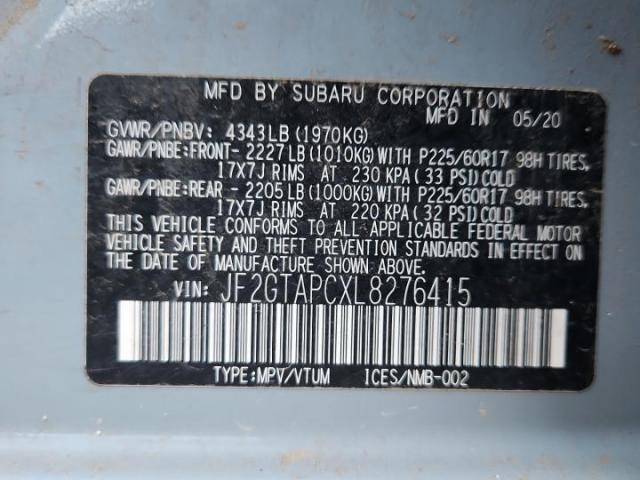 MFD BY SUBARU CORPORATION
MFD IN 05/20
GVWR/PNBV: 4343LB (1970KG)
GAWR/PNBE:FRONT- 2227LB (1010KG) WITH P225/60R17 98H TIRES,
17X7J RIMS AT 230 KPA (33 PSI) COLD
GAWR/PNBE:REAR - 2205LB (1000KG) WITH P225/60R17 98H TIRES,
17X7J RIMS AT 220 KPA (32 PSI) COLD
THIS VEHICLE CONFORMS TO ALL APPLICABLE FEDERAL MOTOR
VEHICLE SAFETY AND THEFT PREVENTION STANDARDS IN EFFECT ON
THE DATE OF MANUFACTURE SHOWN ABOVE.
VIN: JF2GTAPCXL8276415
TYPE:MPV/VTUM ICES/NMB-002